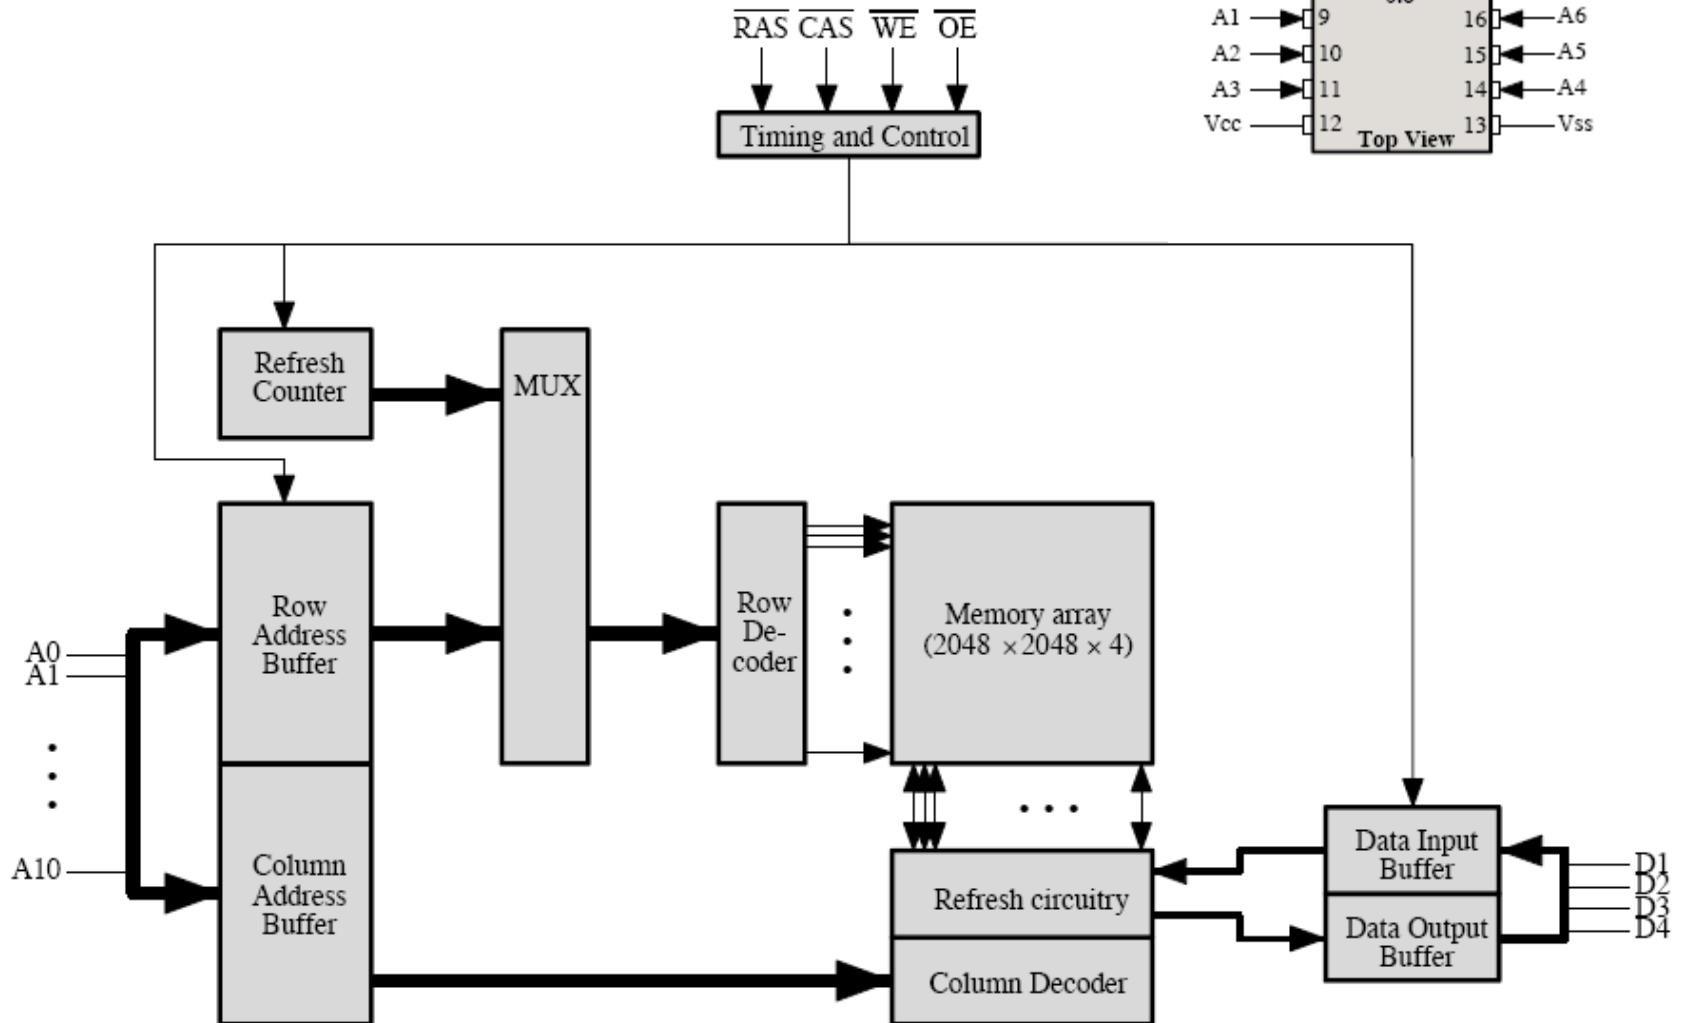 RAS CAS WE OE
Timing and Control
A1 9 16 A6
A2 10 15 A5
A3 11 14 A4
Vcc 12 13 Vss
Top View
Refresh
Counter
MUX
Row
Address
Buffer
Row
De-
coder
Memory array
(2048 ×2048 × 4)
A0
A1
A10
Column
Address
Buffer
Refresh circuitry
Column Decoder
Data Input
Buffer
Data Output
Buffer
D1
D2
D3
D4